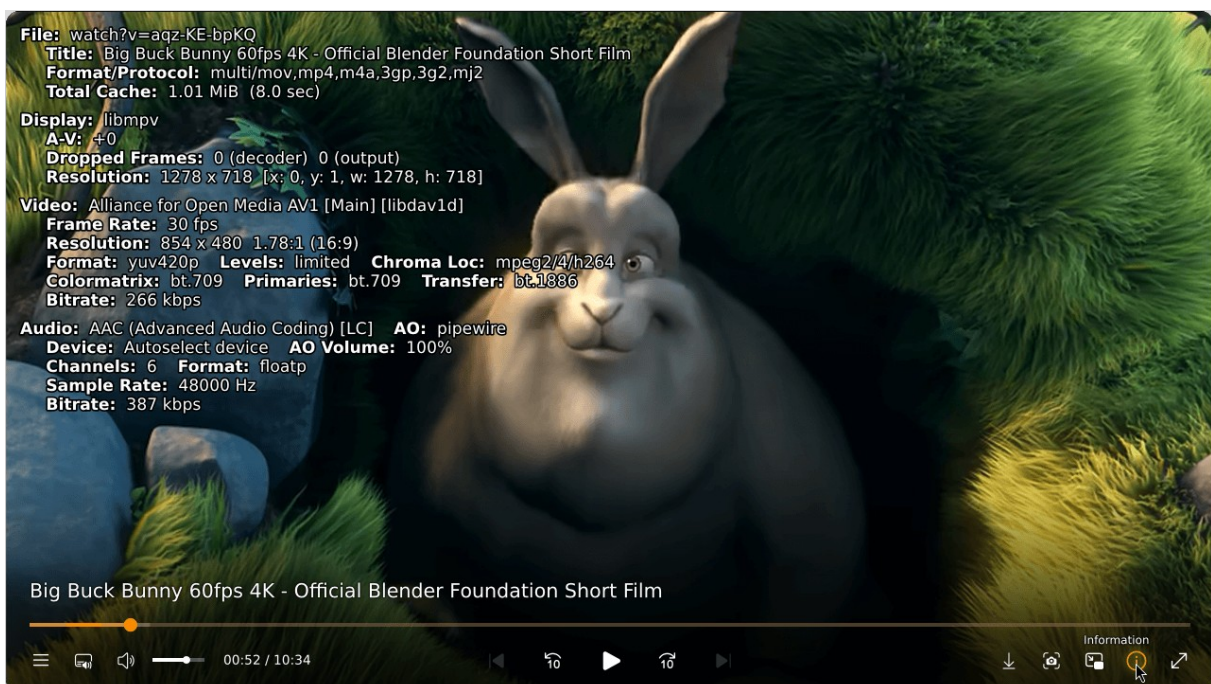 File: watch?v=aqz-KE-bpKQ
Title: Big Buck Bunny 60fps 4K - Official Blender Foundation Short Film
Format/Protocol: multi/mov,mp4,m4a,3gp,3g2,mj2
Total Cache: 1.01 MiB (8.0 sec)
Display: libmpv
A-V: +0
Dropped Frames: 0 (decoder) 0 (output)
Resolution: 1278 x 718 [x: 0, y: 1, w: 1278, h: 718]
Video: Alliance for Open Media AV1 [Main] [libdav1d]
Frame Rate: 30 fps
Resolution: 854 x 480 1.78:1 (16:9)
Format: yuv420p Levels: limited Chroma Loc: mpeg2/4/h264
Colormatrix: bt.709 Primaries: bt.709 Transfer: bt.1886
Bitrate: 266 kbps
Audio: AAC (Advanced Audio Coding) [LC] AO: pipewire
Device: Autoselect device AO Volume: 100%
Channels: 6 Format: floatp
Sample Rate: 48000 Hz
Bitrate: 387 kbps
Big Buck Bunny 60fps 4K - Official Blender Foundation Short Film
Information
00:52 / 10:34 10 10